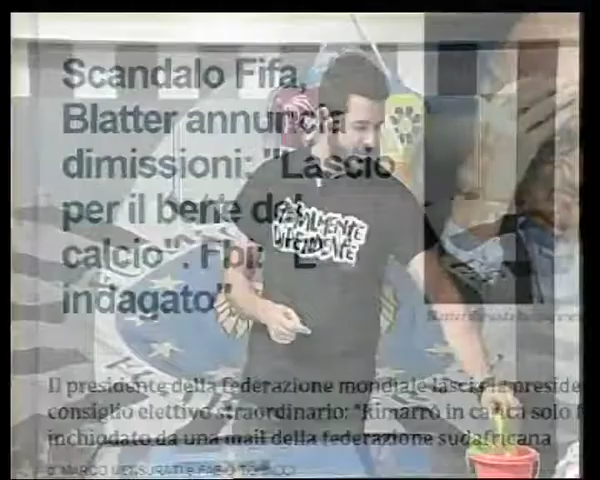 Scandalo Fifa,
Blatter annuncia
dimissioni: "Lascio
per il bene del
calcio". Fbi: "E'
indagato"
DIPENDENTE
Il presidente della federazione mondiale lascia la preside
consiglio elettivo straordinario: "Rimarrò in carica solo f
inchiodato da una mail della federazione sudafricana